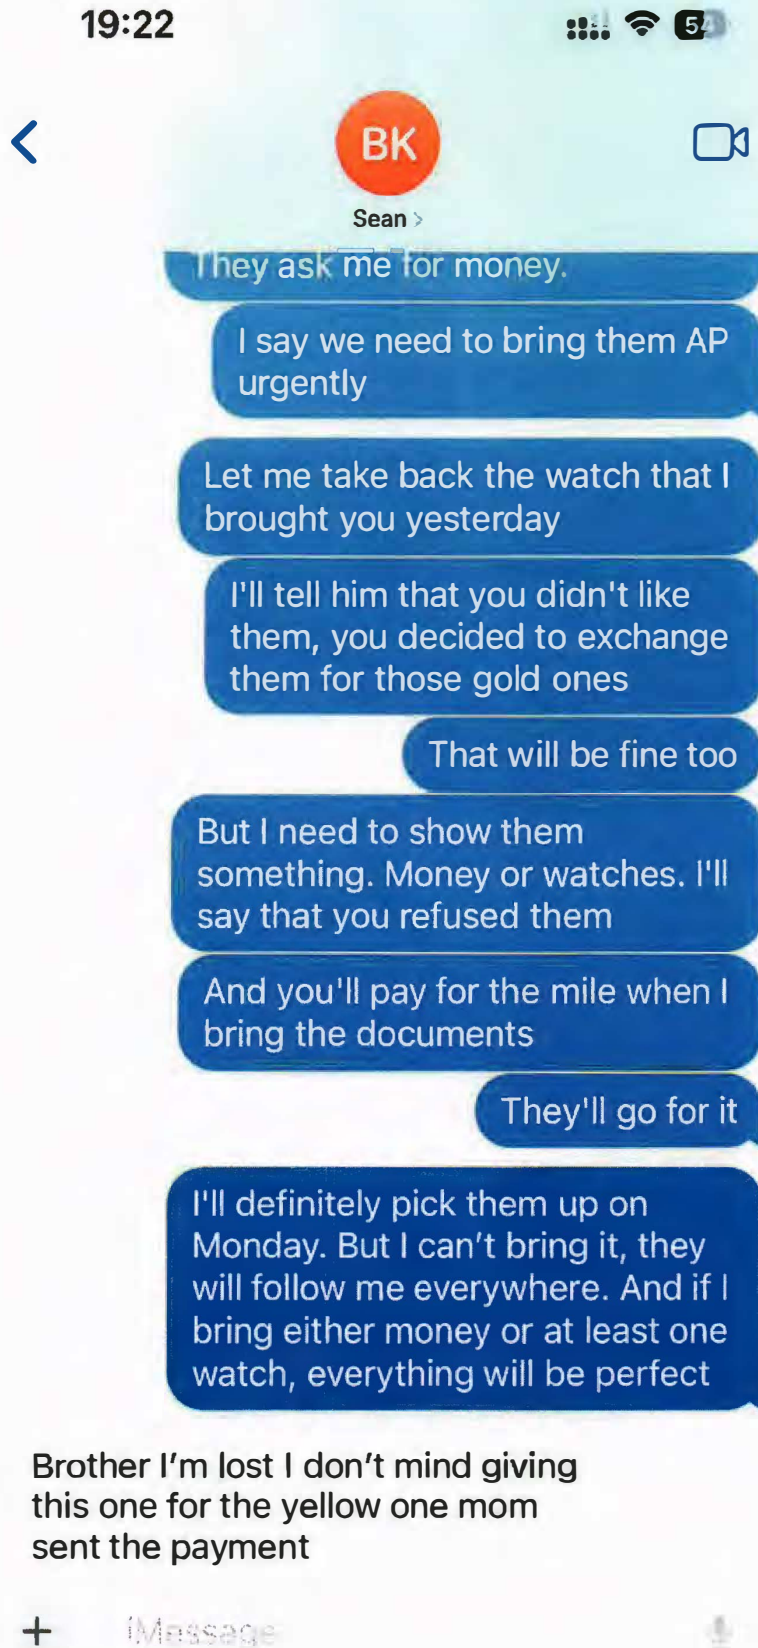 19:22
54
BK
Sean >
They ask me for money.
I say we need to bring them AP
urgently
Let me take back the watch that I
brought you yesterday
I'll tell him that you didn't like
them, you decided to exchange
them for those gold ones
That will be fine too
But I need to show them
something. Money or watches. I'll
say that you refused them
And you'll pay for the mile when I
bring the documents
They'll go for it
I'll definitely pick them up on
Monday. But I can't bring it, they
will follow me everywhere. And if I
bring either money or at least one
watch, everything will be perfect
Brother I'm lost I don't mind giving
this one for the yellow one mom
sent the payment
+ iMessage